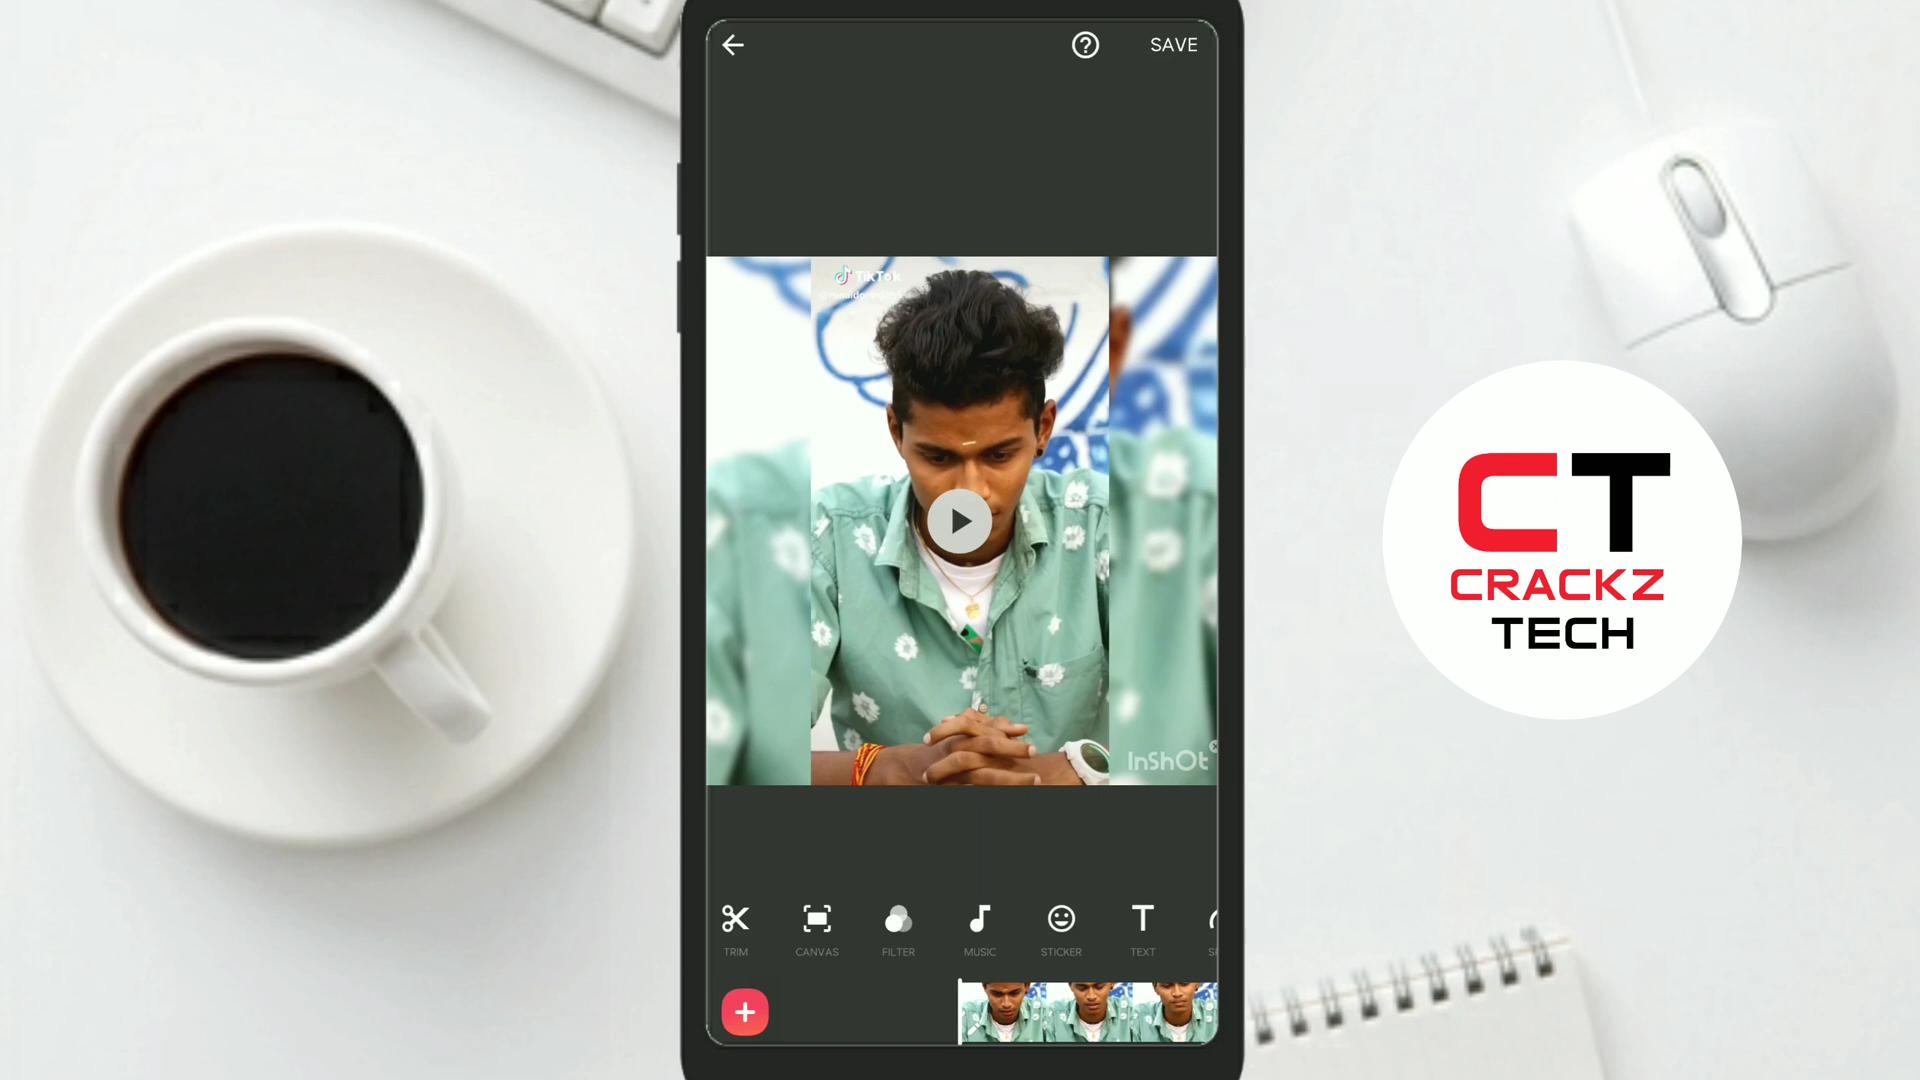 SAVE
TikTok
InShOt
TRIM
CANVAS
FILTER
MUSIC
STICKER
TEXT
CT
CRACKZ
TECH